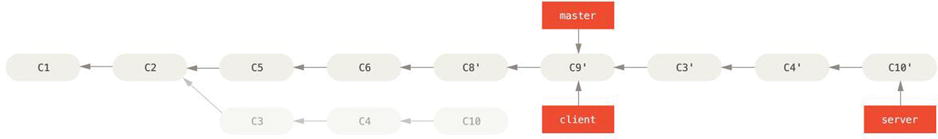 master
C1 C2 C5 C6 C8' C9' C3' C4' C10'
C3 C4 C10 client server